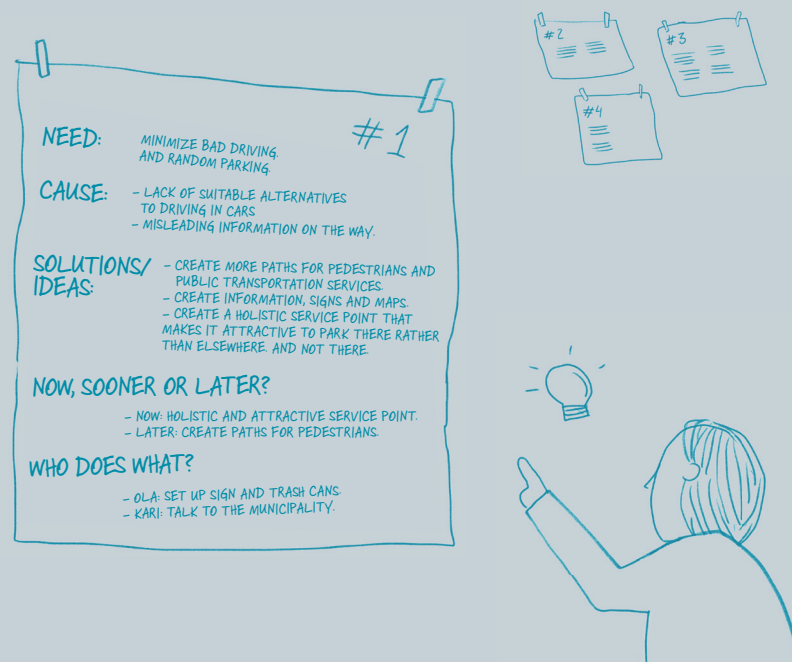 #1
NEED:
MINIMIZE BAD DRIVING.
AND RANDOM PARKING.
CAUSE:
– LACK OF SUITABLE ALTERNATIVES
TO DRIVING IN CARS
– MISLEADING INFORMATION ON THE WAY.
SOLUTIONS/
IDEAS:
– CREATE MORE PATHS FOR PEDESTRIANS AND
PUBLIC TRANSPORTATION SERVICES.
– CREATE INFORMATION, SIGNS AND MAPS.
– CREATE A HOLISTIC SERVICE POINT THAT
MAKES IT ATTRACTIVE TO PARK THERE RATHER
THAN ELSEWHERE. AND NOT THERE.
NOW, SOONER OR LATER?
– NOW: HOLISTIC AND ATTRACTIVE SERVICE POINT.
– LATER: CREATE PATHS FOR PEDESTRIANS.
WHO DOES WHAT?
– OLA: SET UP SIGN AND TRASH CANS.
– KARI: TALK TO THE MUNICIPALITY.
#2
#3
#4